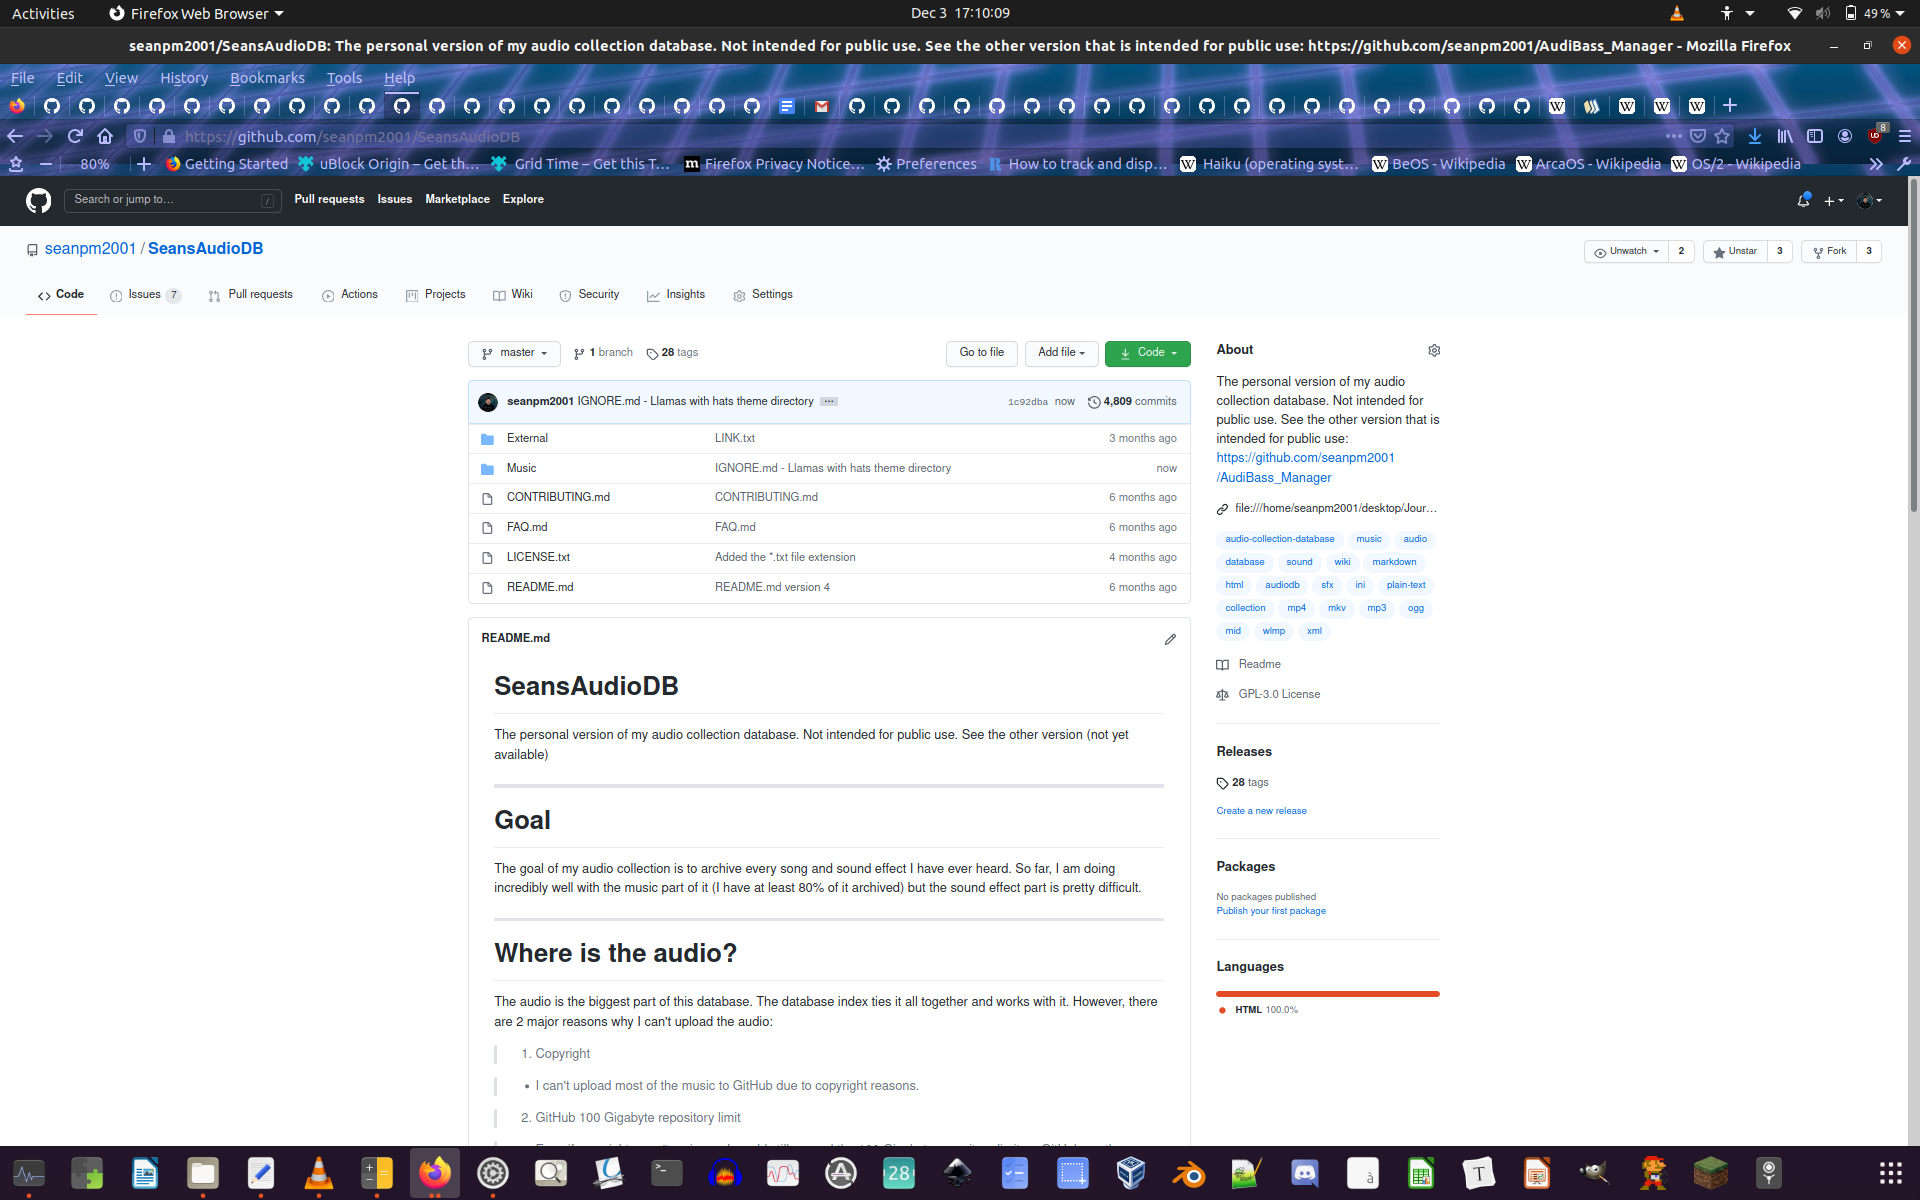 Activities
Firefox Web Browser
Dec 3 17:10:09
49 %
seanpm2001/SeansAudioDB: The personal version of my audio collection database. Not intended for public use. See the other version that is intended for public use: https://github.com/seanpm2001/AudiBass_Manager - Mozilla Firefox
File Edit View History Bookmarks Tools Help
https://github.com/seanpm2001/SeansAudioDB
8
80%
Getting Started
uBlock Origin – Get th…
Grid Time – Get this T…
Firefox Privacy Notice…
Preferences
How to track and disp…
Haiku (operating syst…
BeOS - Wikipedia
ArcaOS - Wikipedia
OS/2 - Wikipedia
Search or jump to…
/
Pull requests
Issues
Marketplace
Explore
seanpm2001 / SeansAudioDB
Unwatch 2
Unstar 3
Fork 3
Code
Issues 7
Pull requests
Actions
Projects
Wiki
Security
Insights
Settings
master
1 branch
28 tags
Go to file
Add file
Code
seanpm2001 IGNORE.md - Llamas with hats theme directory
1c92dba now
4,809 commits
External LINK.txt 3 months ago
Music IGNORE.md - Llamas with hats theme directory now
CONTRIBUTING.md CONTRIBUTING.md 6 months ago
FAQ.md FAQ.md 6 months ago
LICENSE.txt Added the *.txt file extension 4 months ago
README.md README.md version 4 6 months ago
README.md
SeansAudioDB
The personal version of my audio collection database. Not intended for public use. See the other version (not yet
available)
Goal
The goal of my audio collection is to archive every song and sound effect I have ever heard. So far, I am doing
incredibly well with the music part of it (I have at least 80% of it archived) but the sound effect part is pretty difficult.
Where is the audio?
The audio is the biggest part of this database. The database index ties it all together and works with it. However, there
are 2 major reasons why I can't upload the audio:
1. Copyright
• I can't upload most of the music to GitHub due to copyright reasons.
2. GitHub 100 Gigabyte repository limit
About
The personal version of my audio
collection database. Not intended for
public use. See the other version that is
intended for public use:
https://github.com/seanpm2001
/AudiBass_Manager
file:///home/seanpm2001/desktop/Jour…
audio-collection-database music audio
database sound wiki markdown
html audiodb sfx ini plain-text
collection mp4 mkv mp3 ogg
mid wlmp xml
Readme
GPL-3.0 License
Releases
28 tags
Create a new release
Packages
No packages published
Publish your first package
Languages
HTML 100.0%
28